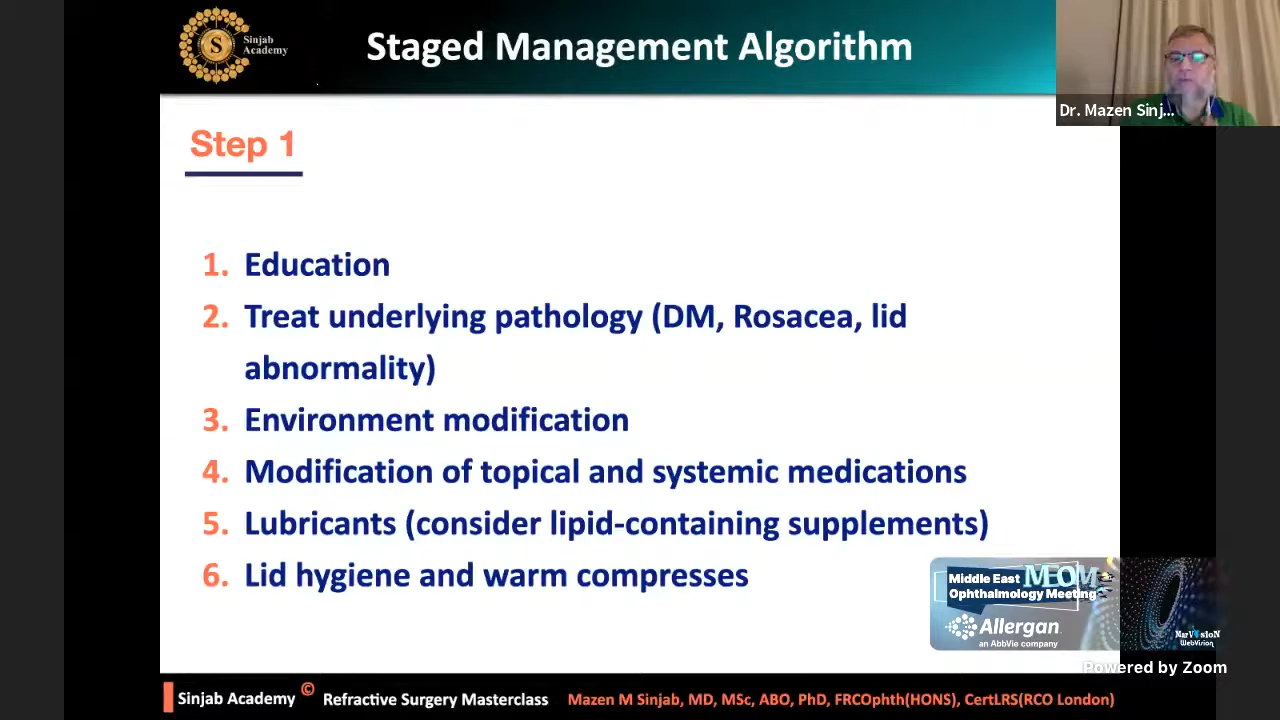 S
Sinjab
Academy
Staged Management Algorithm
Dr. Mazen Sinj...
Step 1
1. Education
2. Treat underlying pathology (DM, Rosacea, lid
abnormality)
3. Environment modification
4. Modification of topical and systemic medications
5. Lubricants (consider lipid-containing supplements)
6. Lid hygiene and warm compresses
Middle East MEOM
Ophthalmology Meeting
Allergan
an AbbVie company
MarVisioN
WebVision
Powered by Zoom
Sinjab Academy © Refractive Surgery Masterclass Mazen M Sinjab, MD, MSc, ABO, PhD, FRCOphth(HONS), CertLRS(RCO London)